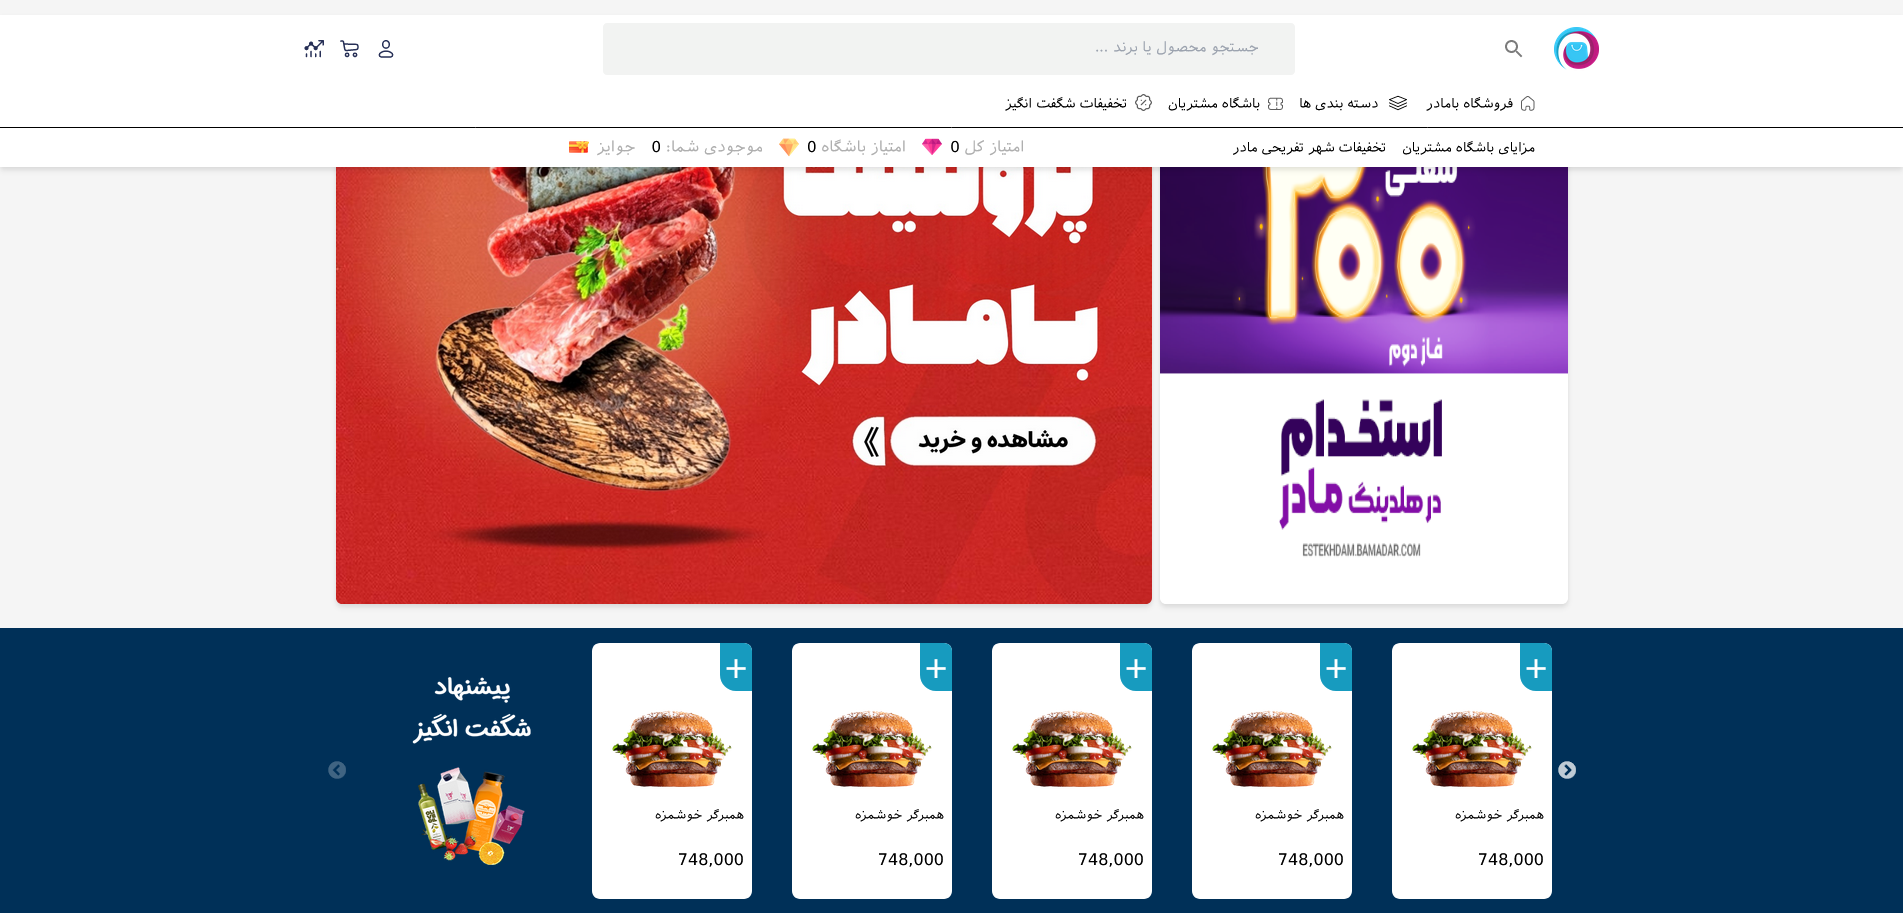 جستجو محصول یا برند ...
فروشگاه بامادر
دسته بندی ها
باشگاه مشتریان
تخفیفات شگفت انگیز
مزایای باشگاه مشتریان
تخفیفات شهر تفریحی مادر
امتیاز کل 0
امتیاز باشگاه 0
موجودی شما: 0
جوایز
فاز دوم
استخدام
در هلدینگ مادر
ESTEKHDAM.BAMADAR.COM
بامادر
مشاهده و خرید
پیشنهاد
شگفت انگیز
همبرگر خوشمزه
748,000
همبرگر خوشمزه
748,000
همبرگر خوشمزه
748,000
همبرگر خوشمزه
748,000
همبرگر خوشمزه
748,000